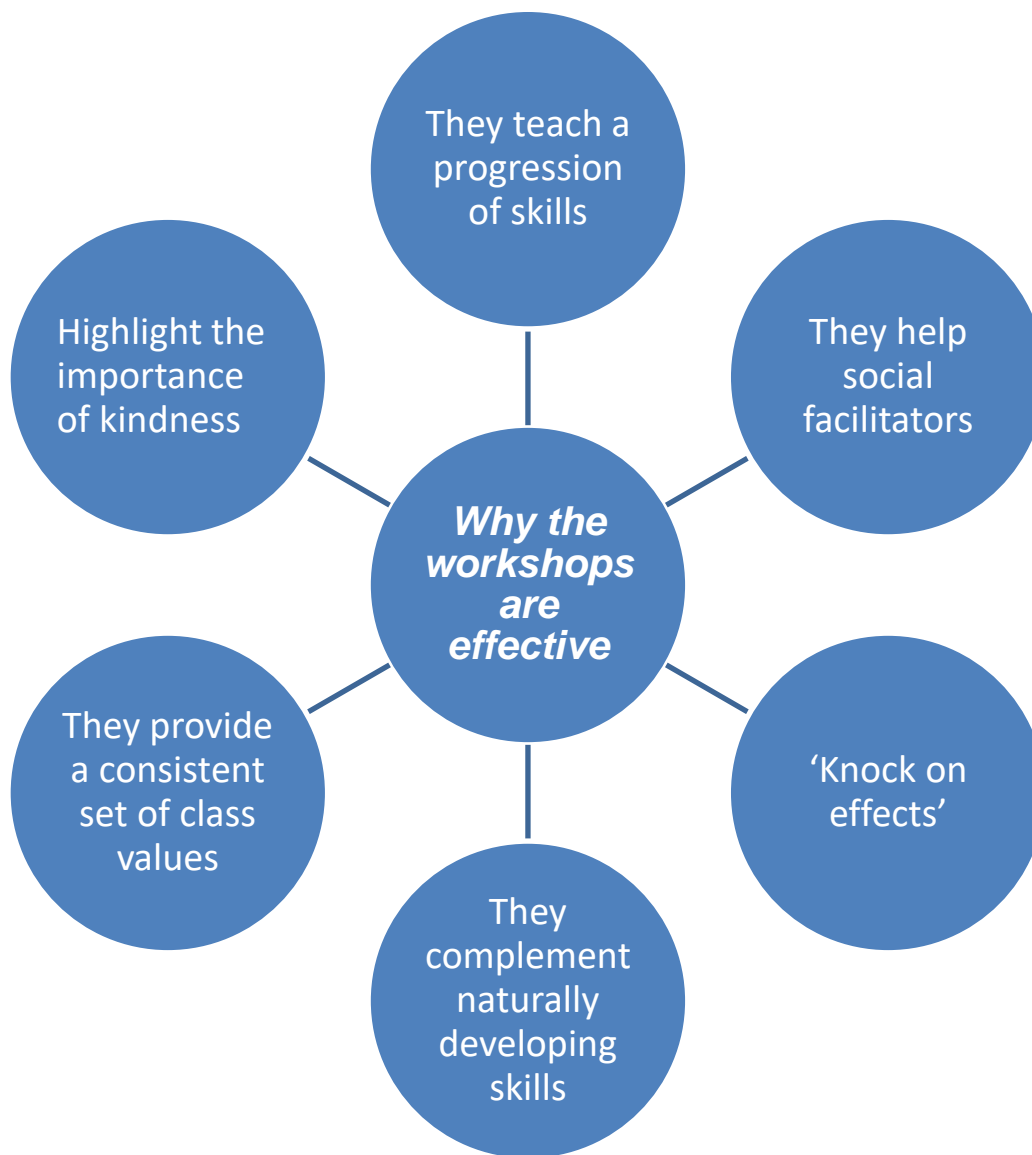 They teach a
progression
of skills
Highlight the
importance
of kindness
They help
social
facilitators
Why the
workshops
are
effective
They provide
a consistent
set of class
values
‘Knock on
effects’
They
complement
naturally
developing
skills